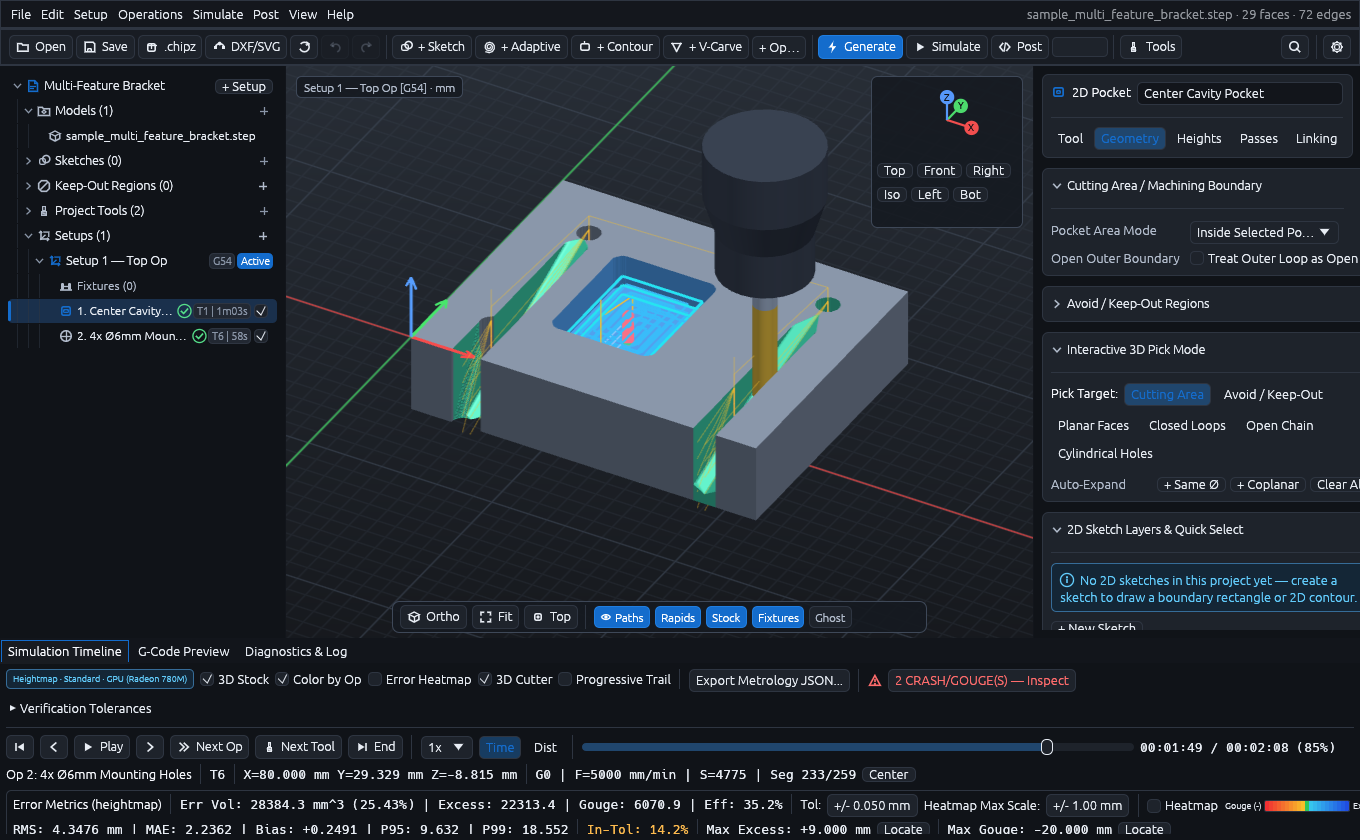 File Edit Setup Operations Simulate Post View Help
sample_multi_feature_bracket.step · 29 faces · 72 edges
Open Save .chipz DXF/SVG + Sketch + Adaptive + Contour + V-Carve + Op... Generate Simulate Post Tools
Multi-Feature Bracket + Setup
Models (1) +
sample_multi_feature_bracket.step
Sketches (0) +
Keep-Out Regions (0) +
Project Tools (2) +
Setups (1) +
Setup 1 — Top Op G54 Active
Fixtures (0)
1. Center Cavity... T1 | 1m03s
2. 4x Ø6mm Moun... T6 | 58s
Setup 1 — Top Op [G54] · mm
Z
Y
X
Top Front Right
Iso Left Bot
Ortho Fit Top Paths Rapids Stock Fixtures Ghost
2D Pocket Center Cavity Pocket
Tool Geometry Heights Passes Linking
Cutting Area / Machining Boundary
Pocket Area Mode Inside Selected Po...
Open Outer Boundary Treat Outer Loop as Open
Avoid / Keep-Out Regions
Interactive 3D Pick Mode
Pick Target: Cutting Area Avoid / Keep-Out
Planar Faces Closed Loops Open Chain
Cylindrical Holes
Auto-Expand + Same Ø + Coplanar Clear Al
2D Sketch Layers & Quick Select
No 2D sketches in this project yet — create a
sketch to draw a boundary rectangle or 2D contour.
+ New Sketch
Simulation Timeline G-Code Preview Diagnostics & Log
Heightmap · Standard · GPU (Radeon 780M) 3D Stock Color by Op Error Heatmap 3D Cutter Progressive Trail Export Metrology JSON... 2 CRASH/GOUGE(S) — Inspect
Verification Tolerances
Play Next Op Next Tool End 1x Time Dist 00:01:49 / 00:02:08 (85%)
Op 2: 4x Ø6mm Mounting Holes T6 X=80.000 mm Y=29.329 mm Z=-8.815 mm G0 | F=5000 mm/min | S=4775 | Seg 233/259 Center
Error Metrics (heightmap) Err Vol: 28384.3 mm^3 (25.43%) | Excess: 22313.4 | Gouge: 6070.9 | Eff: 35.2% Tol: +/- 0.050 mm Heatmap Max Scale: +/- 1.00 mm Heatmap Gouge (-) Ex
RMS: 4.3476 mm | MAE: 2.2362 | Bias: +0.2491 | P95: 9.632 | P99: 18.552 In-Tol: 14.2% Max Excess: +9.000 mm Locate Max Gouge: -20.000 mm Locate